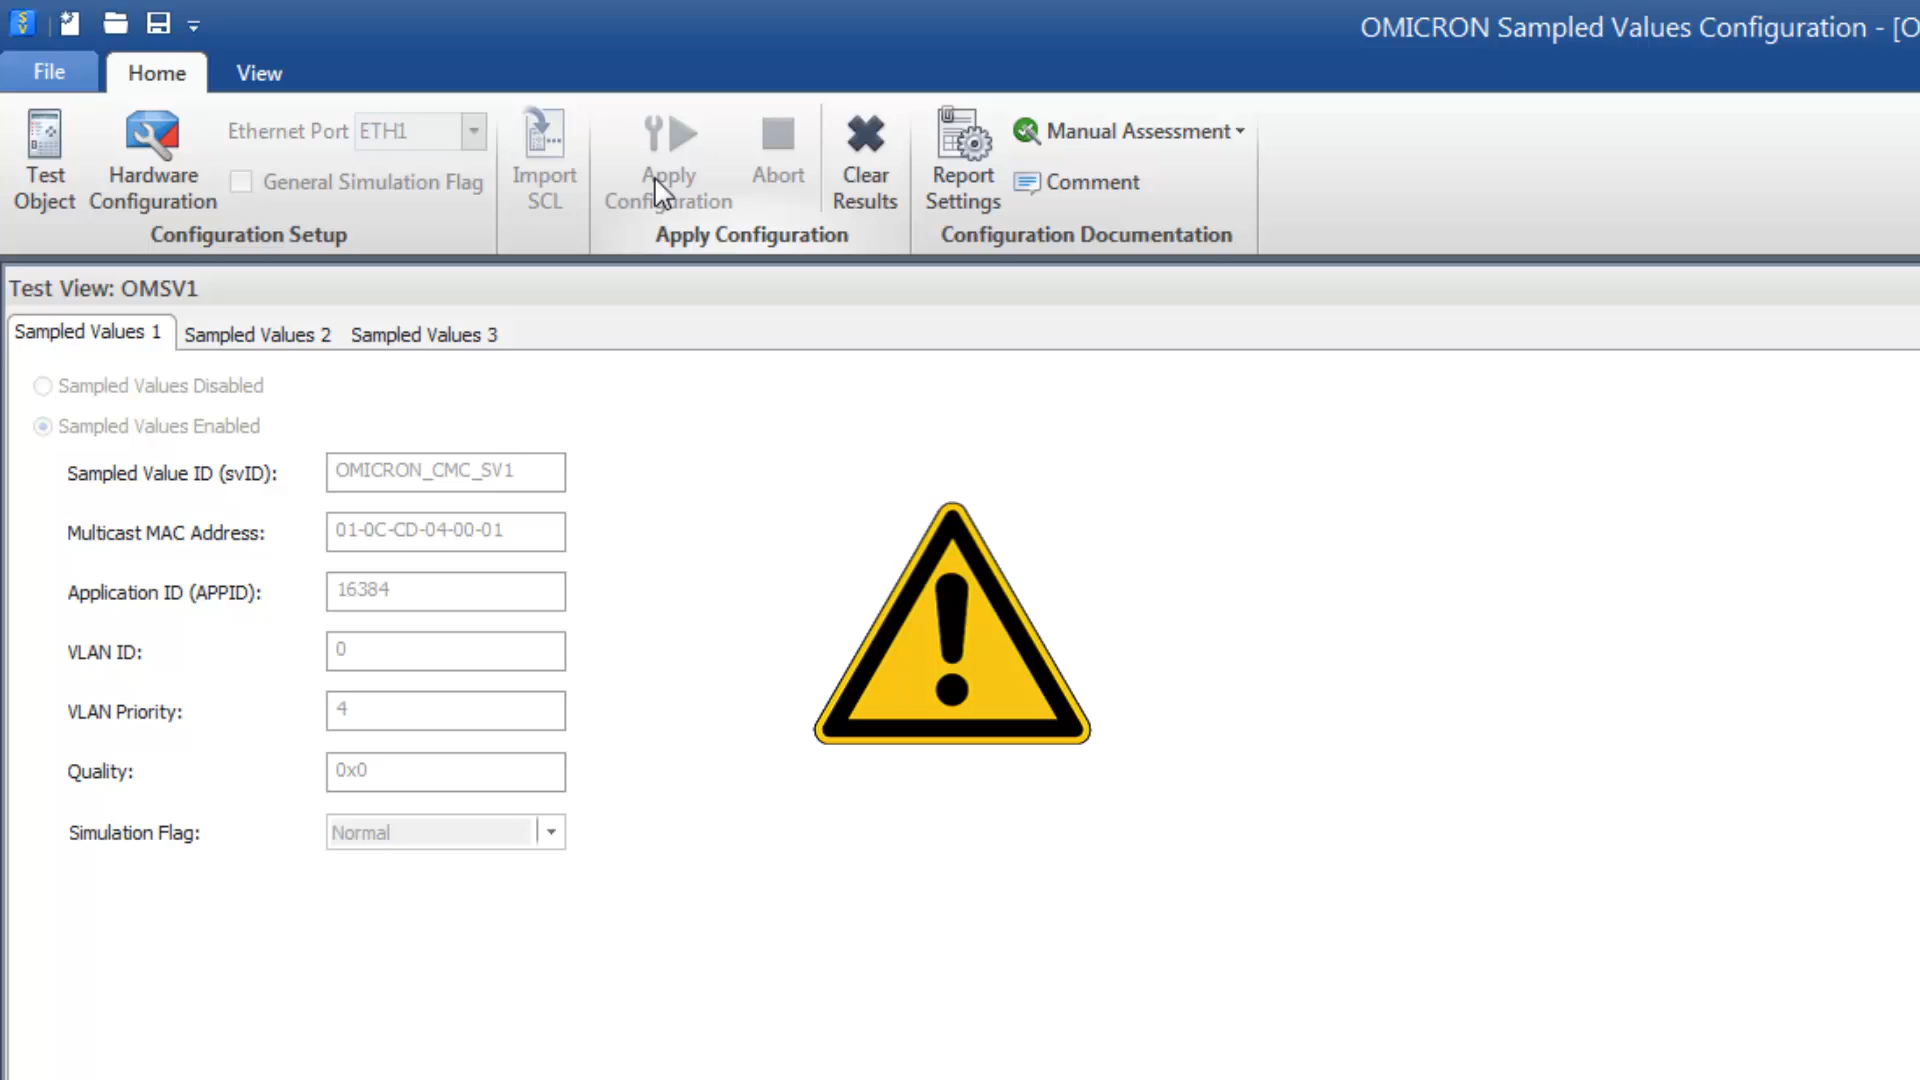 OMICRON Sampled Values Configuration - [O
File
Home
View
Test
Object
Hardware
Configuration
Ethernet Port ETH1
General Simulation Flag
Configuration Setup
Import
SCL
Apply
Configuration
Abort
Clear
Results
Apply Configuration
Report
Settings
Manual Assessment
Comment
Configuration Documentation
Test View: OMSV1
Sampled Values 1
Sampled Values 2
Sampled Values 3
Sampled Values Disabled
Sampled Values Enabled
Sampled Value ID (svID): OMICRON_CMC_SV1
Multicast MAC Address: 01-0C-CD-04-00-01
Application ID (APPID): 16384
VLAN ID: 0
VLAN Priority: 4
Quality: 0x0
Simulation Flag: Normal